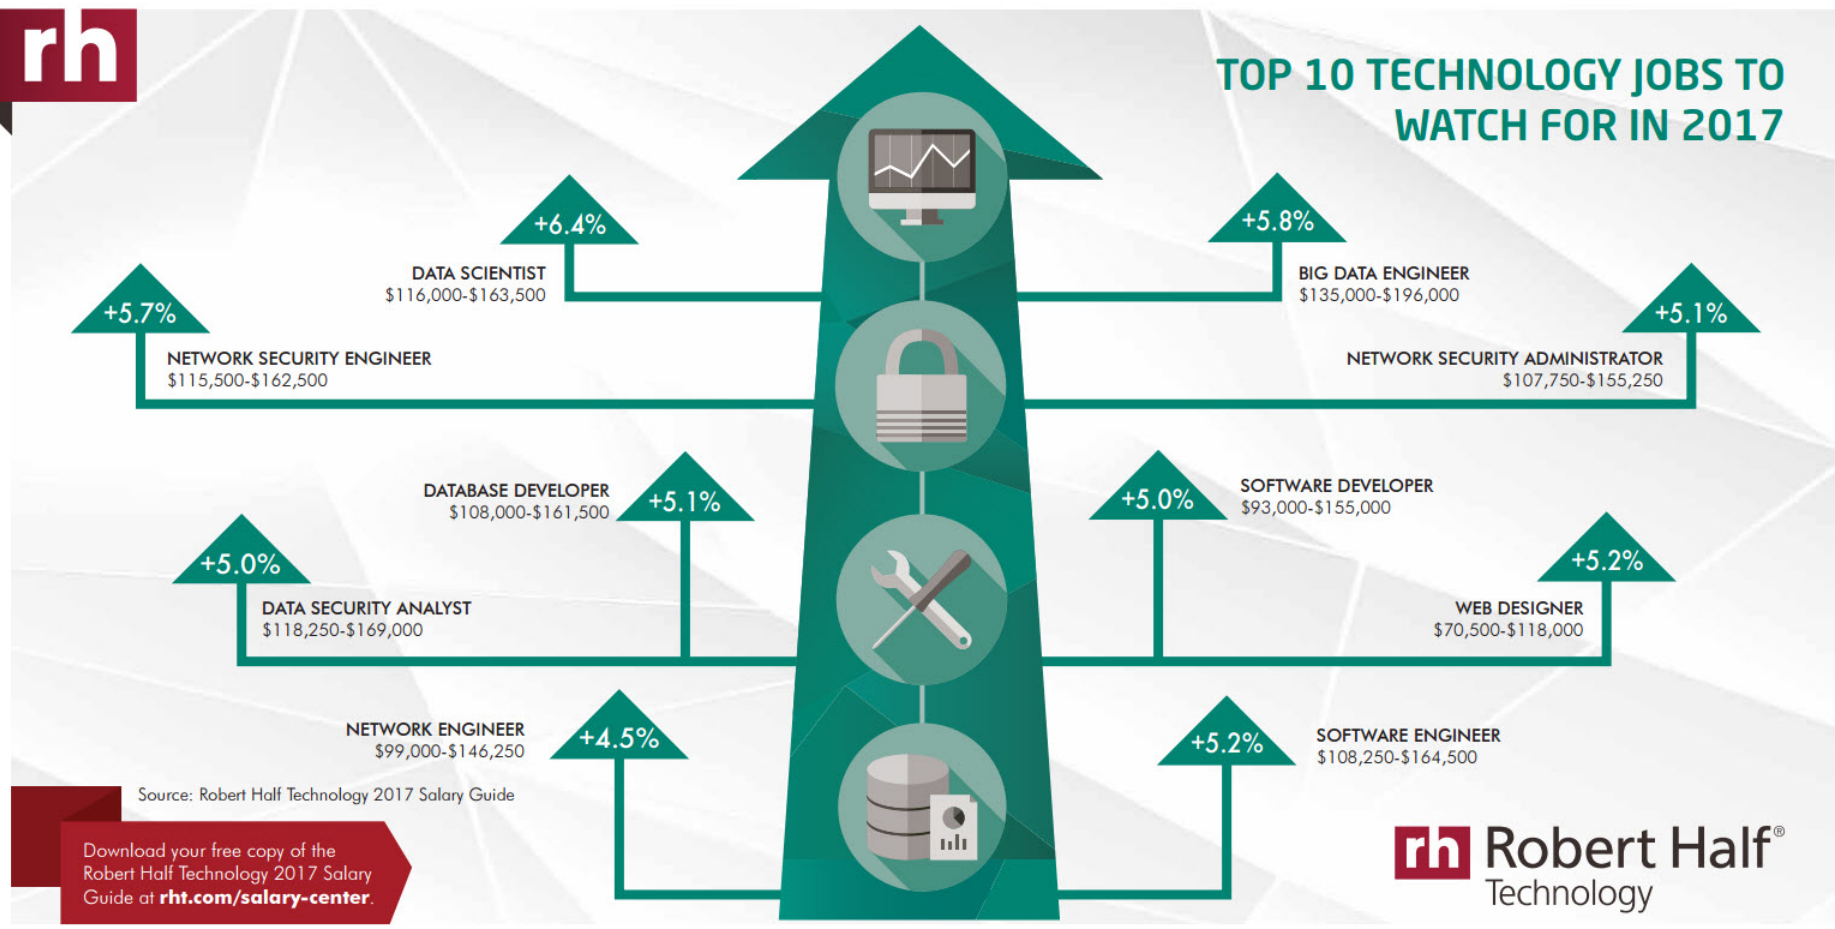 rh
TOP 10 TECHNOLOGY JOBS TO
WATCH FOR IN 2017
+6.4%
DATA SCIENTIST
$116,000-$163,500
+5.8%
BIG DATA ENGINEER
$135,000-$196,000
+5.7%
NETWORK SECURITY ENGINEER
$115,500-$162,500
+5.1%
NETWORK SECURITY ADMINISTRATOR
$107,750-$155,250
DATABASE DEVELOPER
$108,000-$161,500
+5.1%
+5.0%
SOFTWARE DEVELOPER
$93,000-$155,000
+5.0%
DATA SECURITY ANALYST
$118,250-$169,000
+5.2%
WEB DESIGNER
$70,500-$118,000
NETWORK ENGINEER
$99,000-$146,250
+4.5%
+5.2%
SOFTWARE ENGINEER
$108,250-$164,500
Source: Robert Half Technology 2017 Salary Guide
Download your free copy of the
Robert Half Technology 2017 Salary
Guide at rht.com/salary-center.
rh Robert Half®
Technology